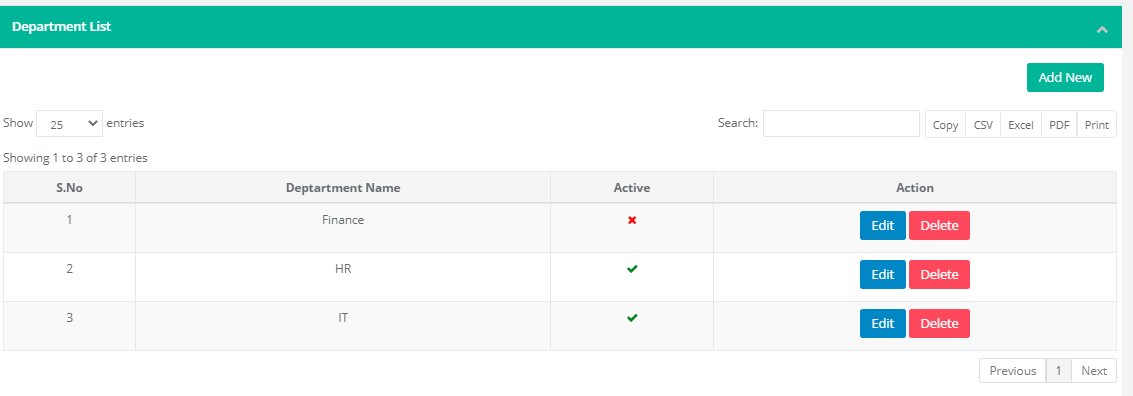 Department List
Add New
Show 25 entries
Search: Copy CSV Excel PDF Print
Showing 1 to 3 of 3 entries
S.No Deptartment Name Active Action
1 Finance Edit Delete
2 HR Edit Delete
3 IT Edit Delete
Previous 1 Next